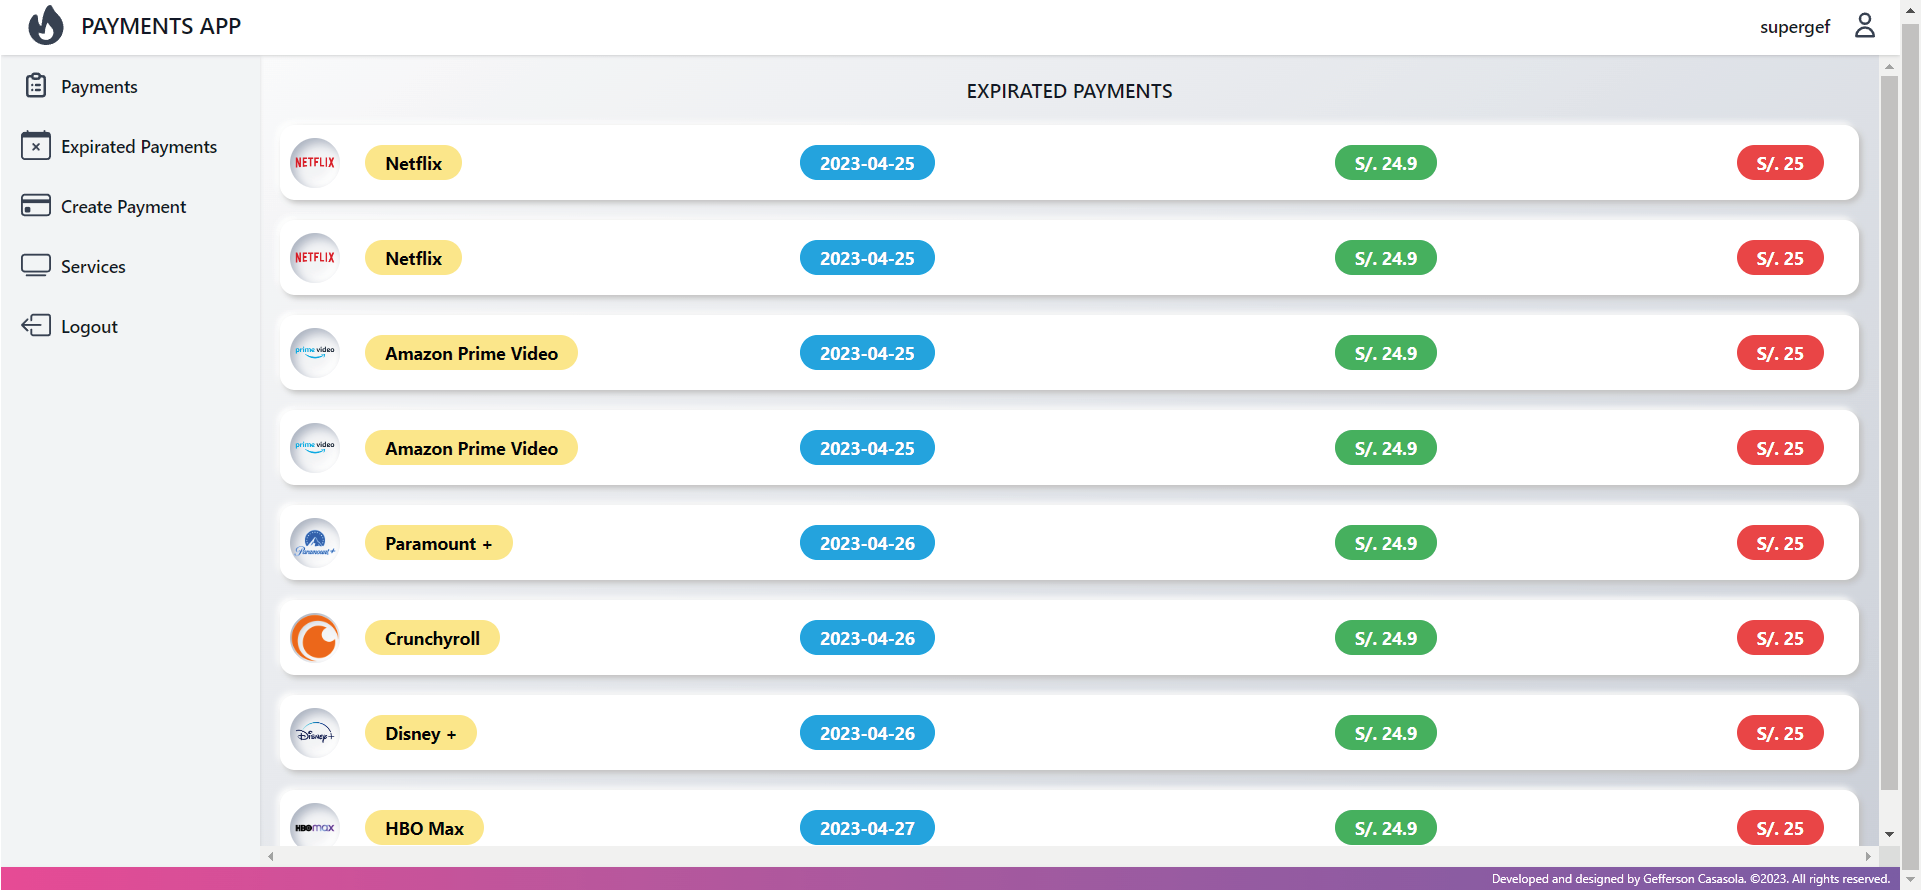 PAYMENTS APP
supergef
Payments
Expirated Payments
Create Payment
Services
Logout
EXPIRATED PAYMENTS
NETFLIX Netflix 2023-04-25 S/. 24.9 S/. 25
NETFLIX Netflix 2023-04-25 S/. 24.9 S/. 25
prime video Amazon Prime Video 2023-04-25 S/. 24.9 S/. 25
prime video Amazon Prime Video 2023-04-25 S/. 24.9 S/. 25
Paramount+ Paramount + 2023-04-26 S/. 24.9 S/. 25
Crunchyroll 2023-04-26 S/. 24.9 S/. 25
Disney+ Disney + 2023-04-26 S/. 24.9 S/. 25
HBOmax HBO Max 2023-04-27 S/. 24.9 S/. 25
Developed and designed by Gefferson Casasola. ©2023. All rights reserved.